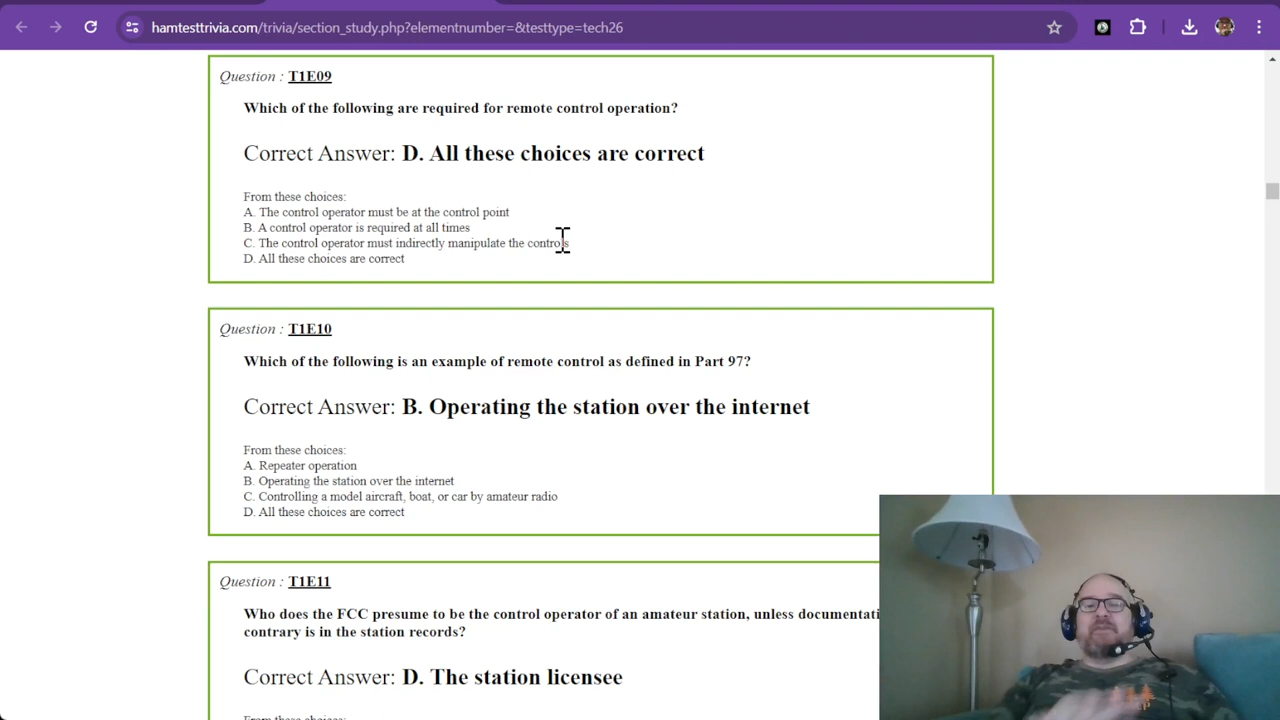 hamtesttrivia.com/trivia/section_study.php?elementnumber=&testtype=tech26
Question : T1E09
Which of the following are required for remote control operation?
Correct Answer: D. All these choices are correct
From these choices:
A. The control operator must be at the control point
B. A control operator is required at all times
C. The control operator must indirectly manipulate the controls
D. All these choices are correct
Question : T1E10
Which of the following is an example of remote control as defined in Part 97?
Correct Answer: B. Operating the station over the internet
From these choices:
A. Repeater operation
B. Operating the station over the internet
C. Controlling a model aircraft, boat, or car by amateur radio
D. All these choices are correct
Question : T1E11
Who does the FCC presume to be the control operator of an amateur station, unless documentati
contrary is in the station records?
Correct Answer: D. The station licensee
From these choices: